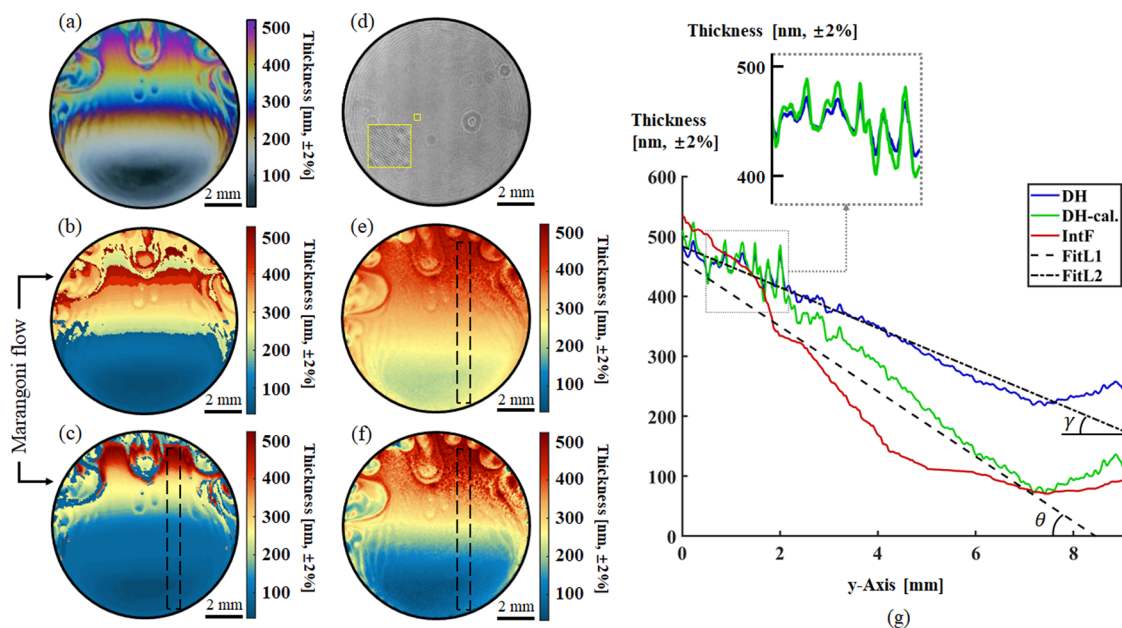 (a)
500
400
300
200
100
Thickness [nm, ±2%]
2 mm
(d)
2 mm
Marangoni flow
(b)
500
400
300
200
100
Thickness [nm, ±2%]
2 mm
(e)
500
400
300
200
100
Thickness [nm, ±2%]
2 mm
(c)
500
400
300
200
100
Thickness [nm, ±2%]
2 mm
(f)
500
400
300
200
100
Thickness [nm, ±2%]
2 mm
Thickness [nm, ±2%]
500
400
Thickness
[nm, ±2%]
600
500
400
300
200
100
0
DH
DH-cal.
IntF
FitL1
FitL2
γ
θ
0 2 4 6 8
y-Axis [mm]
(g)